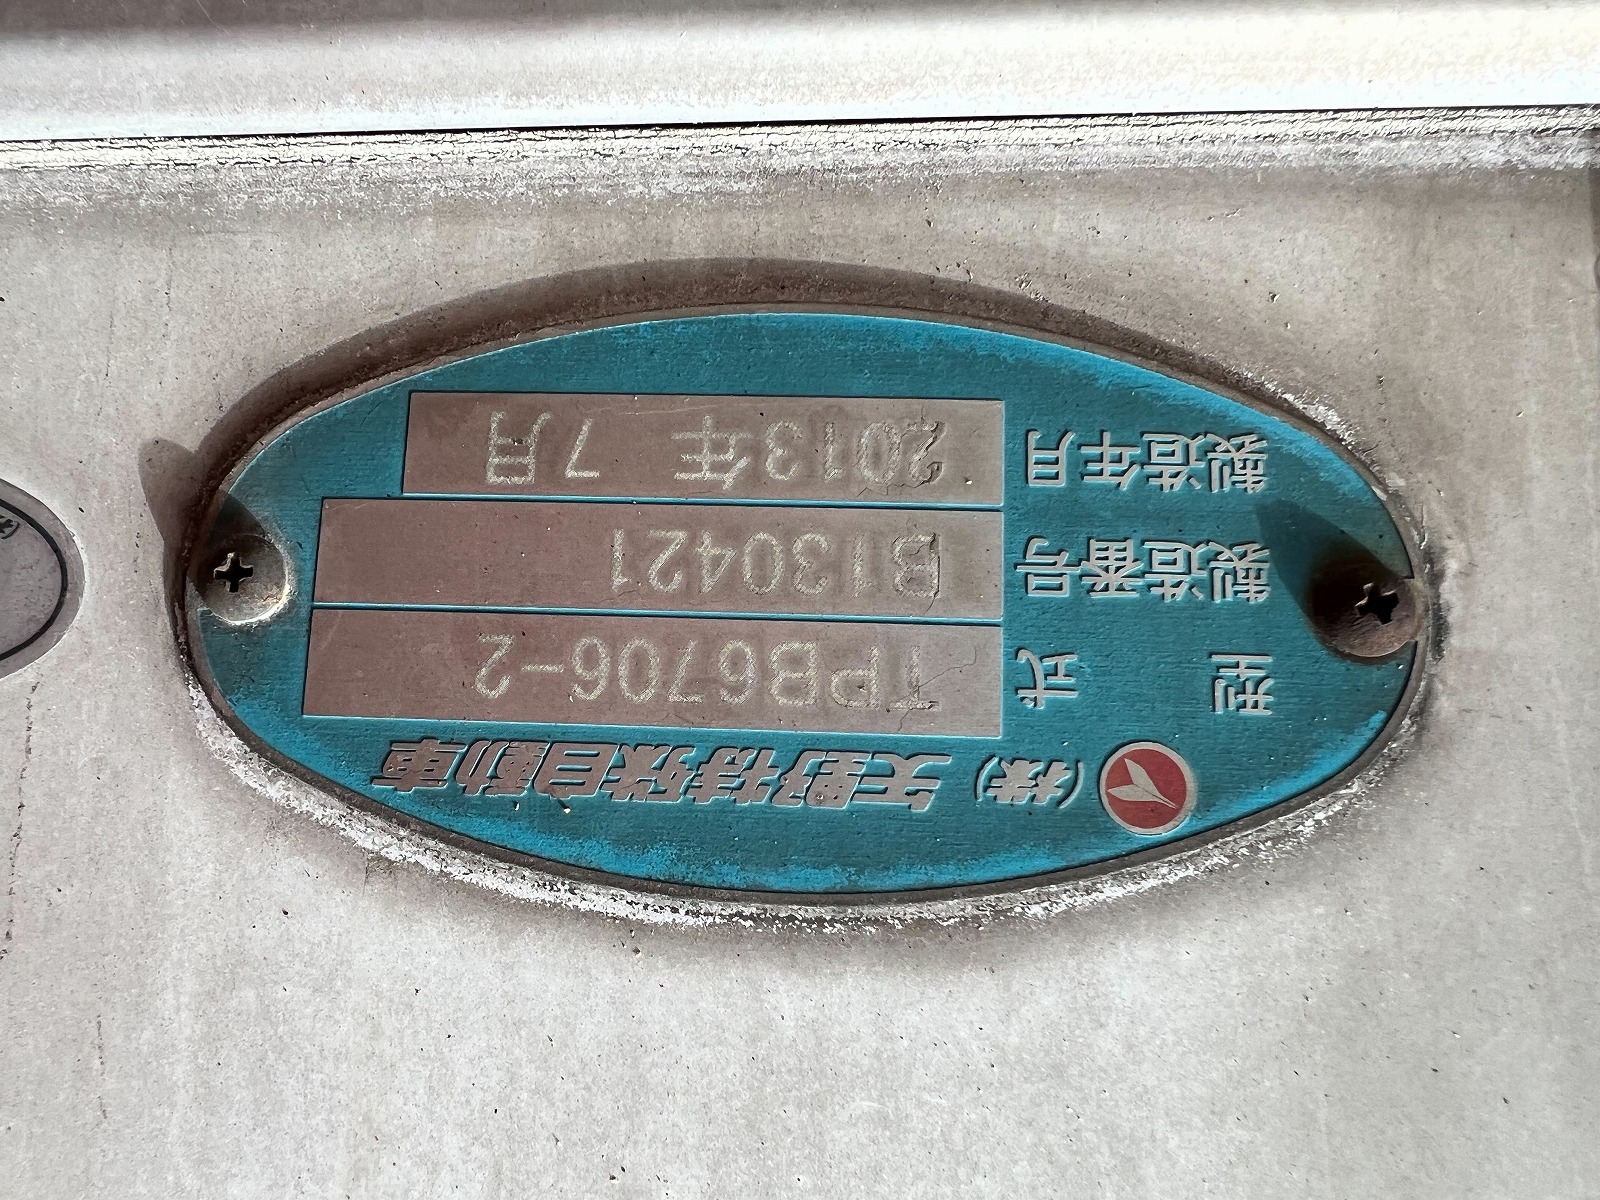 (株)矢野特殊自動車
型式 TPB6706-2
製造番号 B130421
製造年月 2013年 7月